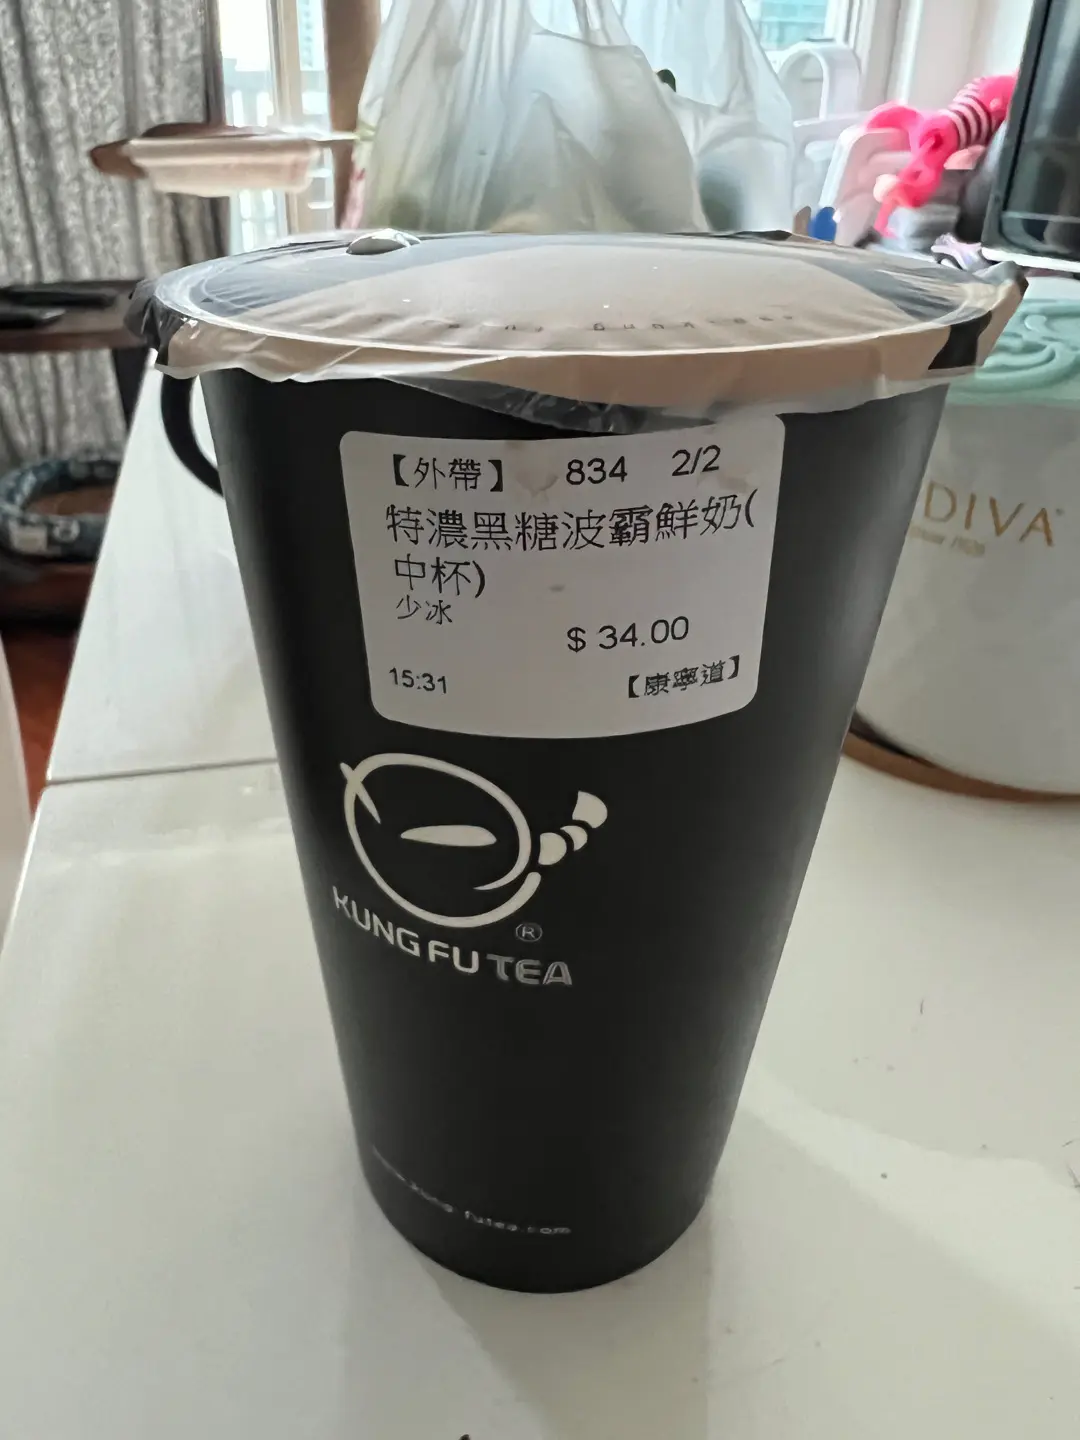 【外帶】 834 2/2
特濃黑糖波霸鮮奶(
中杯)
少冰
$ 34.00
15:31 【康寧道】
KUNG FU TEA ®
DIVA